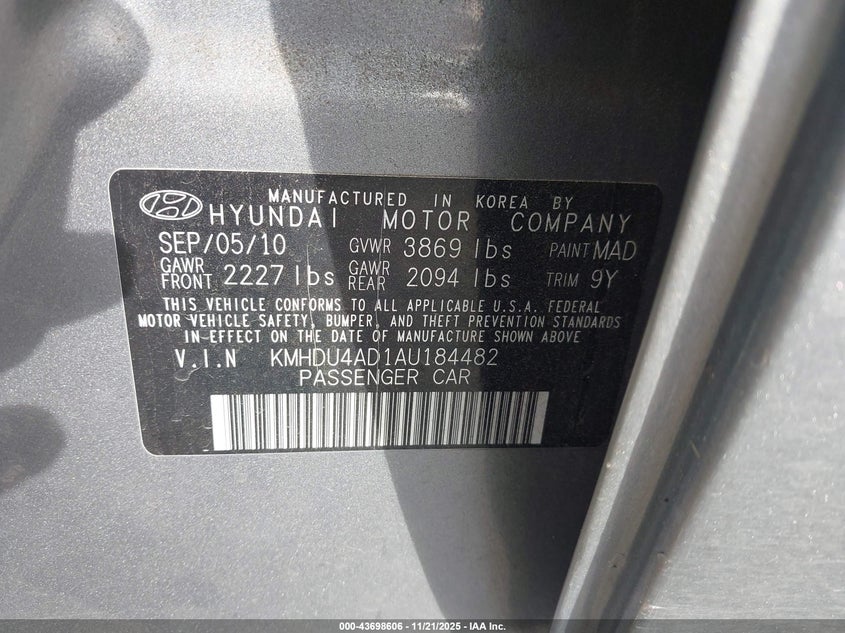 MANUFACTURED IN KOREA BY
HYUNDAI MOTOR COMPANY
SEP/05/10 GVWR 3869 lbs PAINT MAD
GAWR FRONT 2227 lbs GAWR REAR 2094 lbs TRIM 9Y
THIS VEHICLE CONFORMS TO ALL APPLICABLE U.S.A. FEDERAL
MOTOR VEHICLE SAFETY, BUMPER, AND THEFT PREVENTION STANDARDS
IN-EFFECT ON THE DATE OF MANUFACTURE SHOWN ABOVE
V.I.N KMHDU4AD1AU184482
PASSENGER CAR
000-43698606 - 11/21/2025 - IAA Inc.